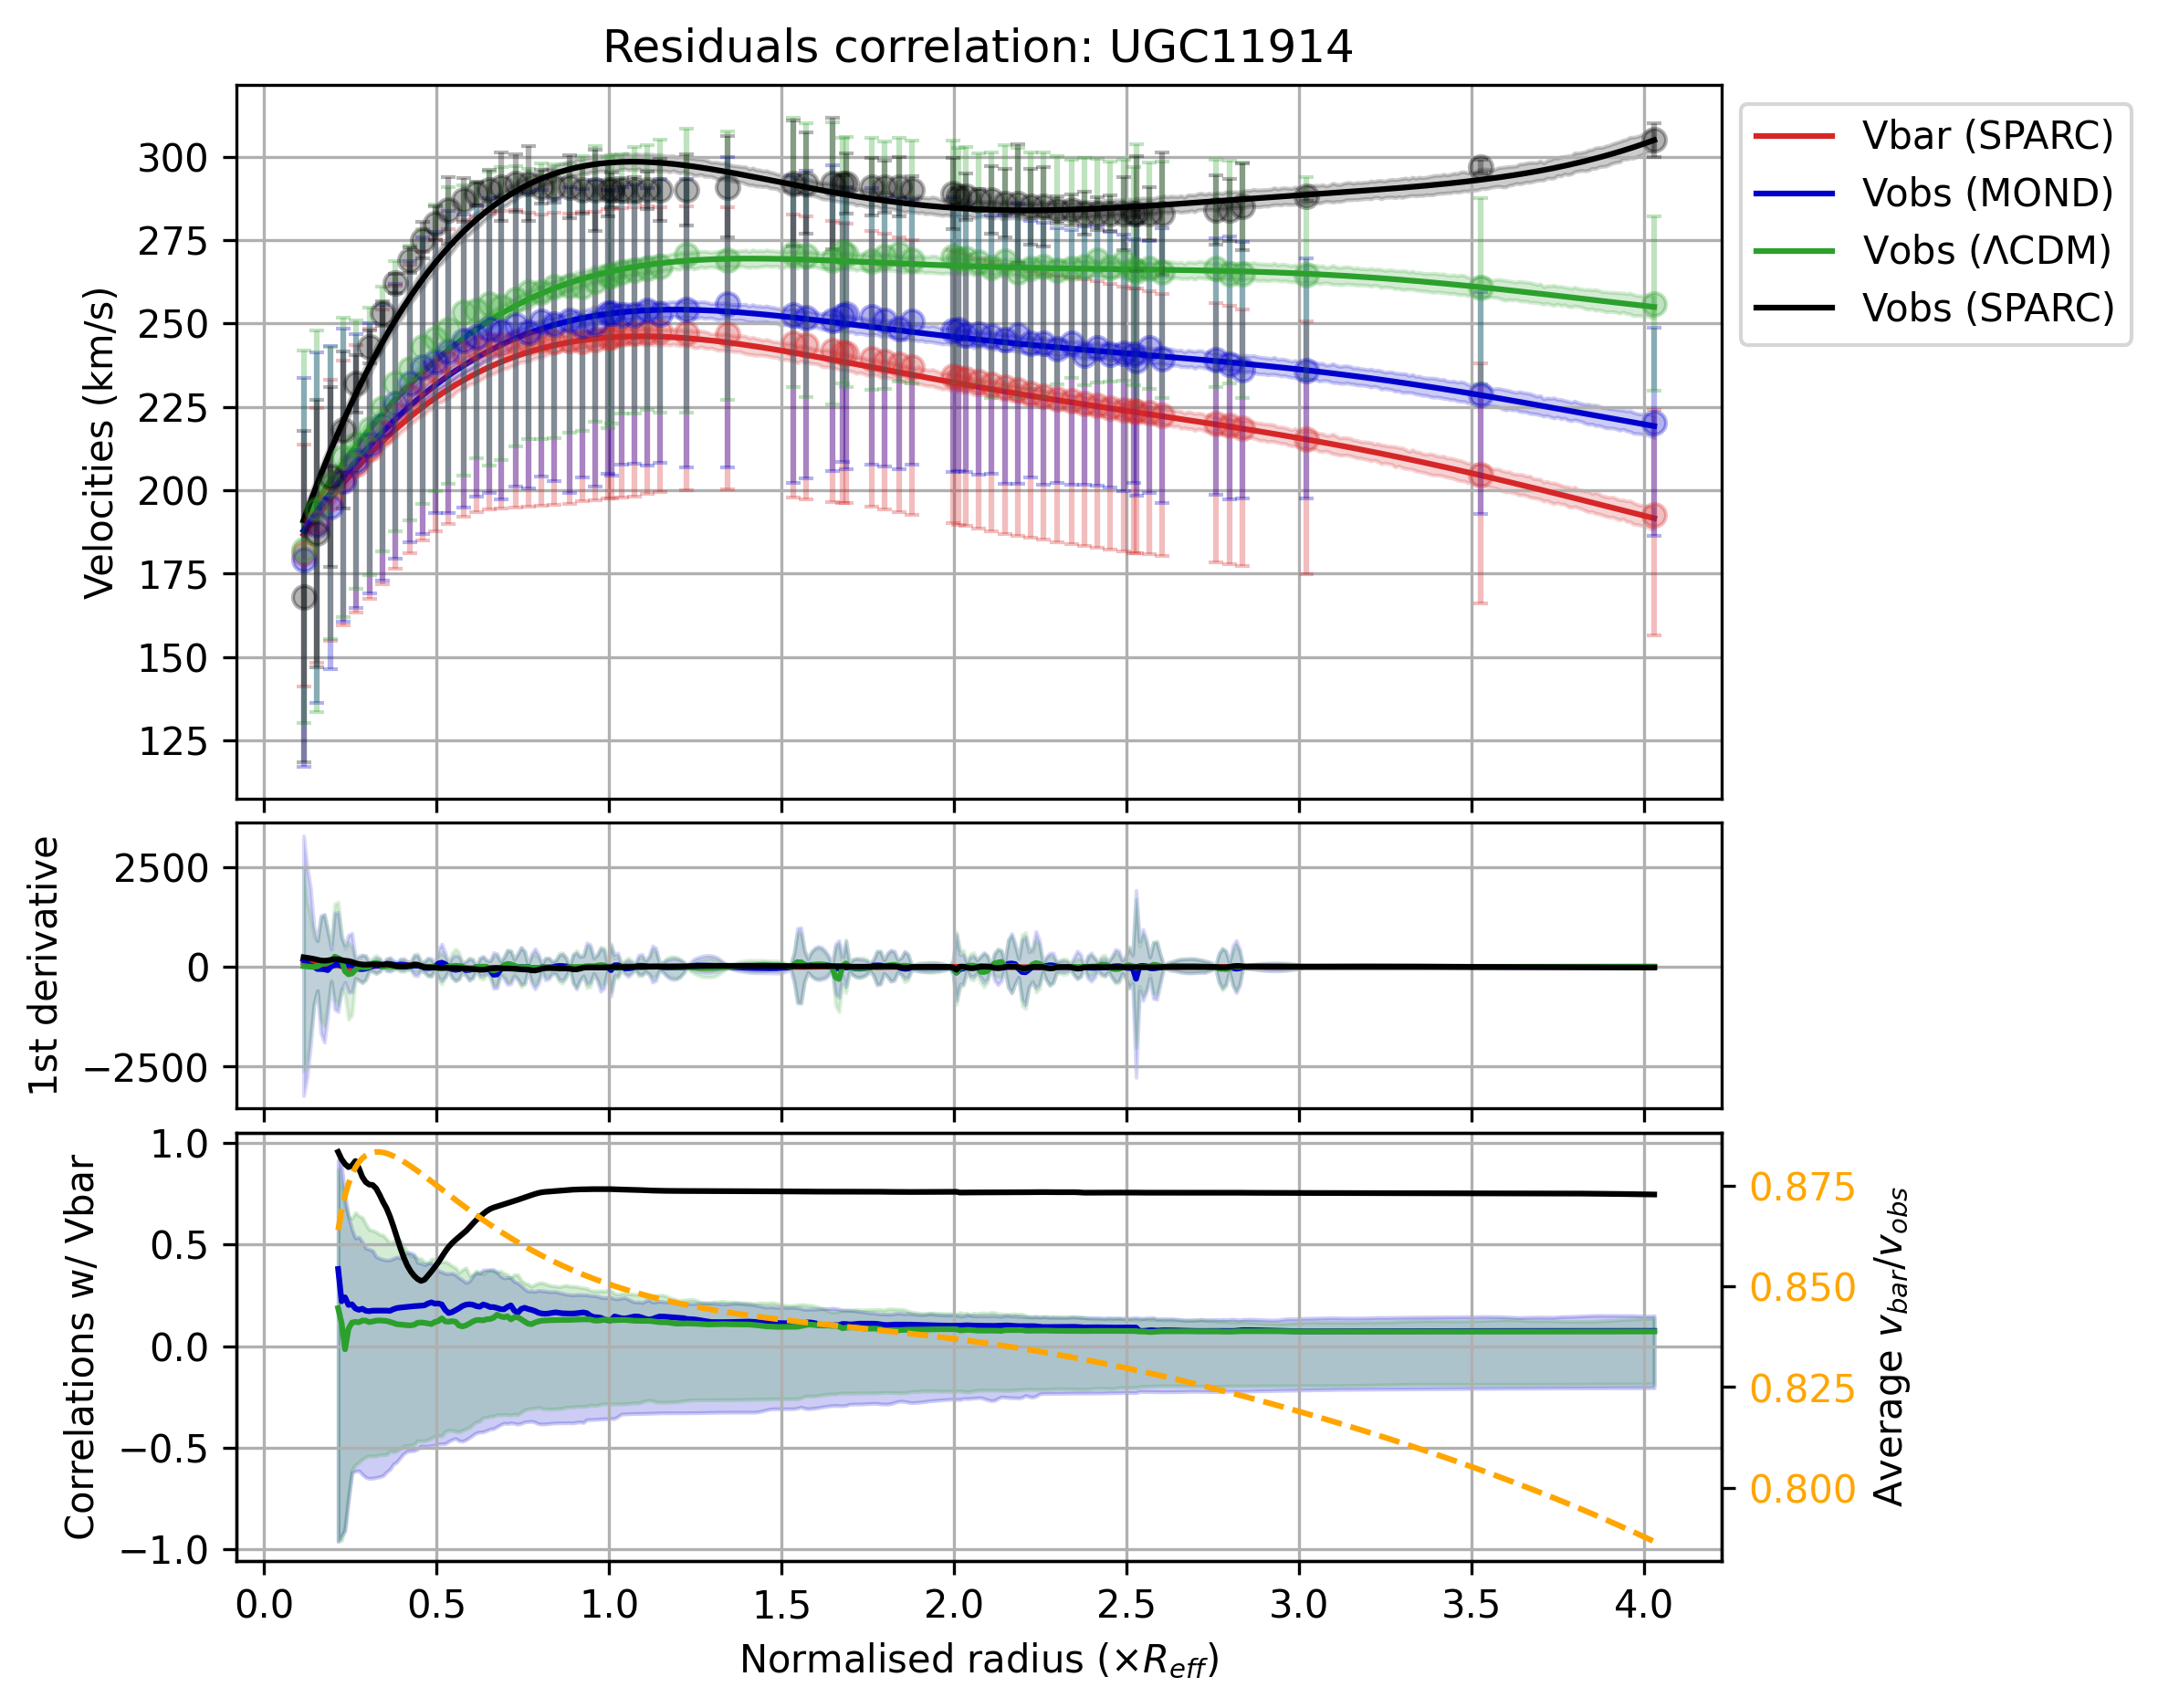 Residuals correlation: UGC11914
Velocities (km/s)
300
275
250
225
200
175
150
125
Vbar (SPARC)
Vobs (MOND)
Vobs (ΛCDM)
Vobs (SPARC)
1st derivative
2500
0
−2500
Correlations w/ Vbar
1.0
0.5
0.0
−0.5
−1.0
0.875
0.850
0.825
0.800
Average v_bar/v_obs
0.0 0.5 1.0 1.5 2.0 2.5 3.0 3.5 4.0
Normalised radius (×R_eff)